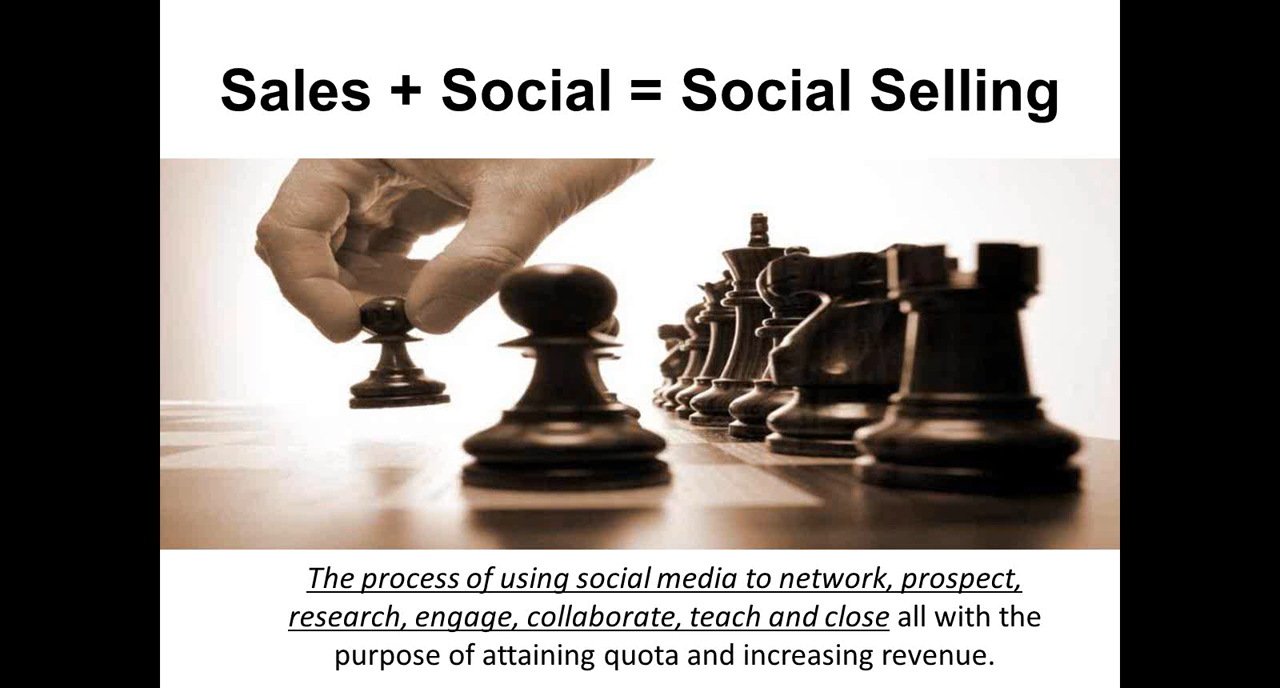 Sales + Social = Social Selling
The process of using social media to network, prospect,
research, engage, collaborate, teach and close all with the
purpose of attaining quota and increasing revenue.